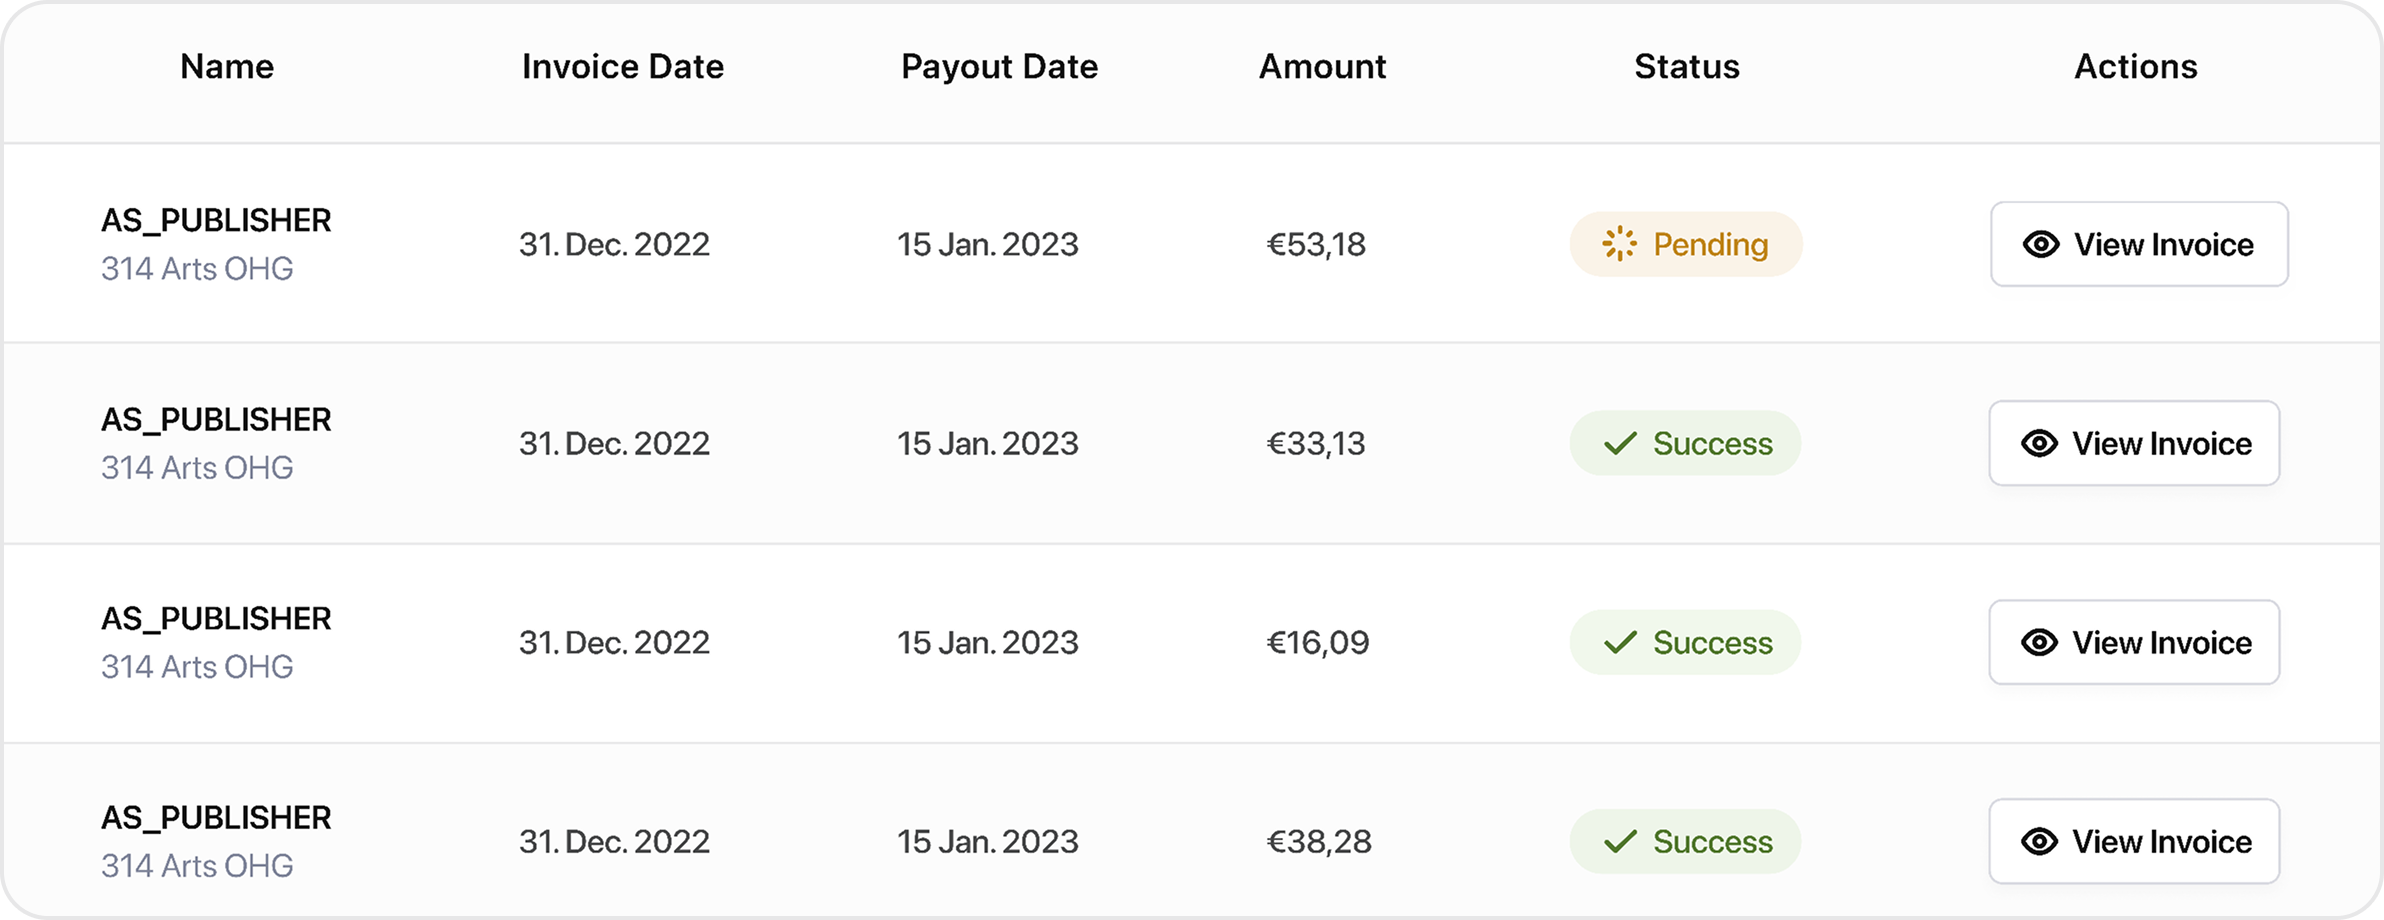 Name Invoice Date Payout Date Amount Status Actions
AS_PUBLISHER
314 Arts OHG
31. Dec. 2022 15 Jan. 2023 €53,18 Pending View Invoice
AS_PUBLISHER
314 Arts OHG
31. Dec. 2022 15 Jan. 2023 €33,13 Success View Invoice
AS_PUBLISHER
314 Arts OHG
31. Dec. 2022 15 Jan. 2023 €16,09 Success View Invoice
AS_PUBLISHER
314 Arts OHG
31. Dec. 2022 15 Jan. 2023 €38,28 Success View Invoice